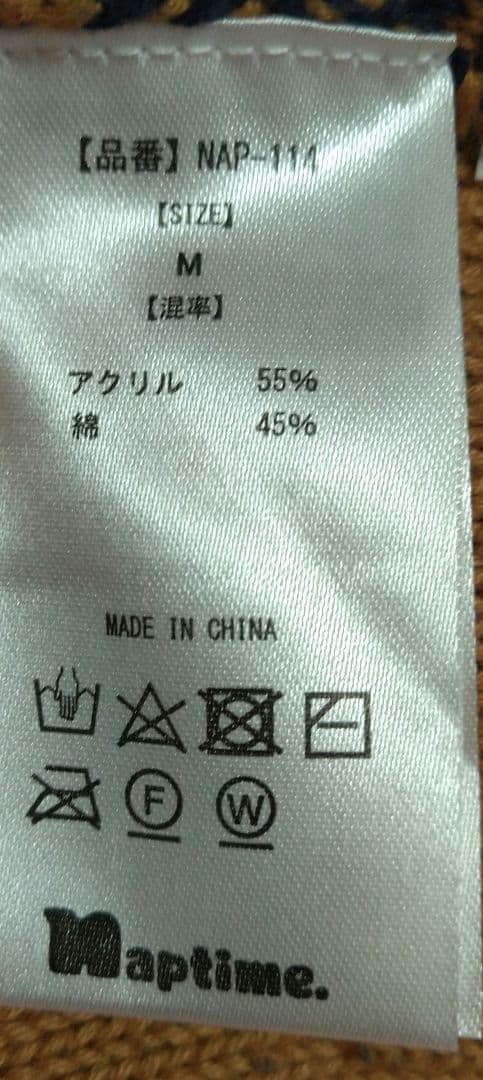 【品番】NAP-114
【SIZE】
M
【混率】
アクリル 55%
綿 45%
MADE IN CHINA
F W
Naptime.